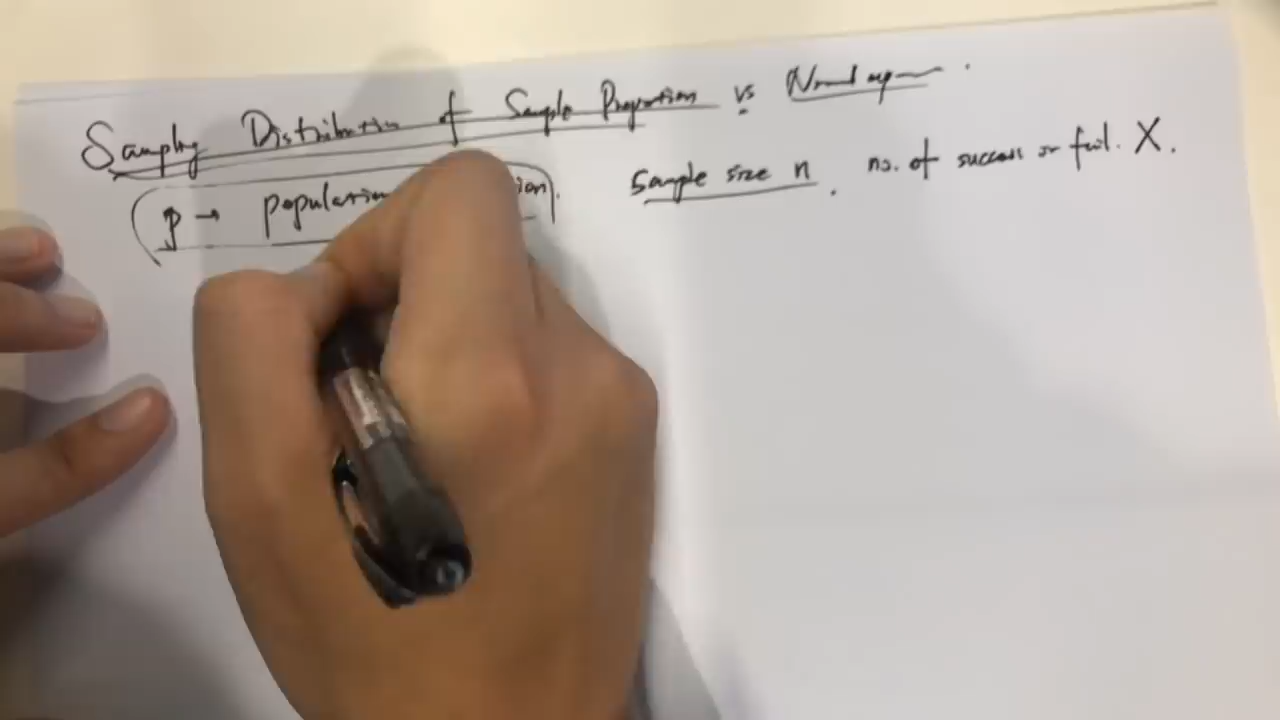 Sampling Distribution of Sample Proportion vs Normal
p → population sample size n. no. of success or fail. X.